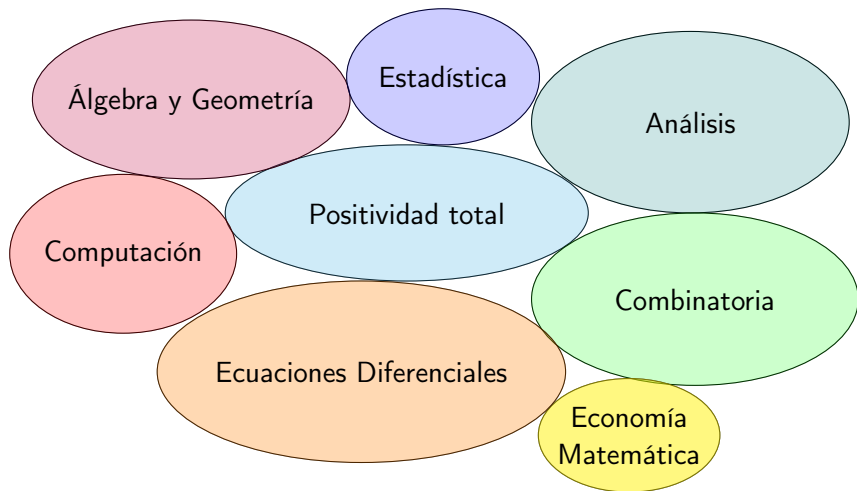 Álgebra y Geometría
Estadística
Análisis
Positividad total
Computación
Combinatoria
Ecuaciones Diferenciales
Economía
Matemática